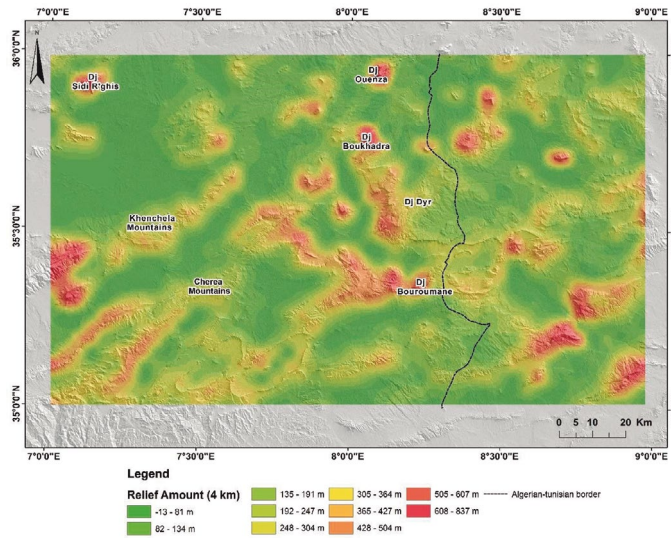 7°0'0"E 7°30'0"E 8°0'0"E 8°30'0"E 9°0'0"E
36°0'0"N
N
Dj
Sidi R'ghis
Dj
Ouenza
Dj
Boukhadra
Dj Dyr
35°30'0"N
Khenchela
Mountains
Cherea
Mountains
Dj
Bouroumane
35°0'0"N
0 5 10 20 Km
7°0'0"E 7°30'0"E 8°0'0"E 8°30'0"E 9°0'0"E
Legend
Relief Amount (4 km)
-13 - 81 m
82 - 134 m
135 - 191 m
192 - 247 m
248 - 304 m
305 - 364 m
365 - 427 m
428 - 504 m
505 - 607 m
608 - 837 m
Algerian-tunisian border